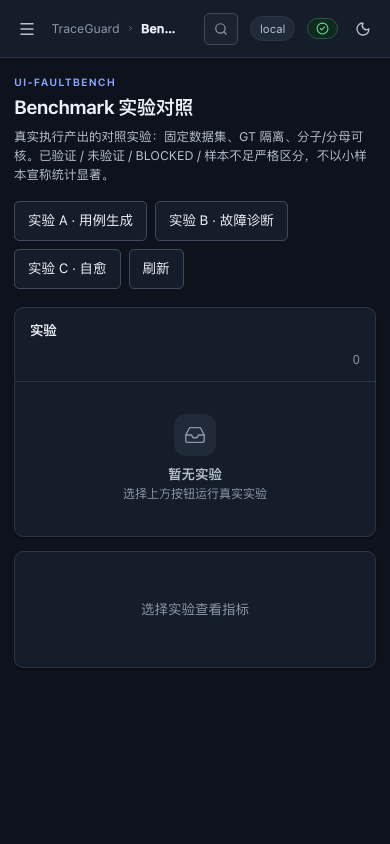 TraceGuard › Ben... local
UI-FAULTBENCH
Benchmark 实验对照
真实执行产出的对照实验：固定数据集、GT 隔离、分子/分母可
核。已验证 / 未验证 / BLOCKED / 样本不足严格区分，不以小样
本宣称统计显著。
实验 A · 用例生成 实验 B · 故障诊断
实验 C · 自愈 刷新
实验
0
暂无实验
选择上方按钮运行真实实验
选择实验查看指标